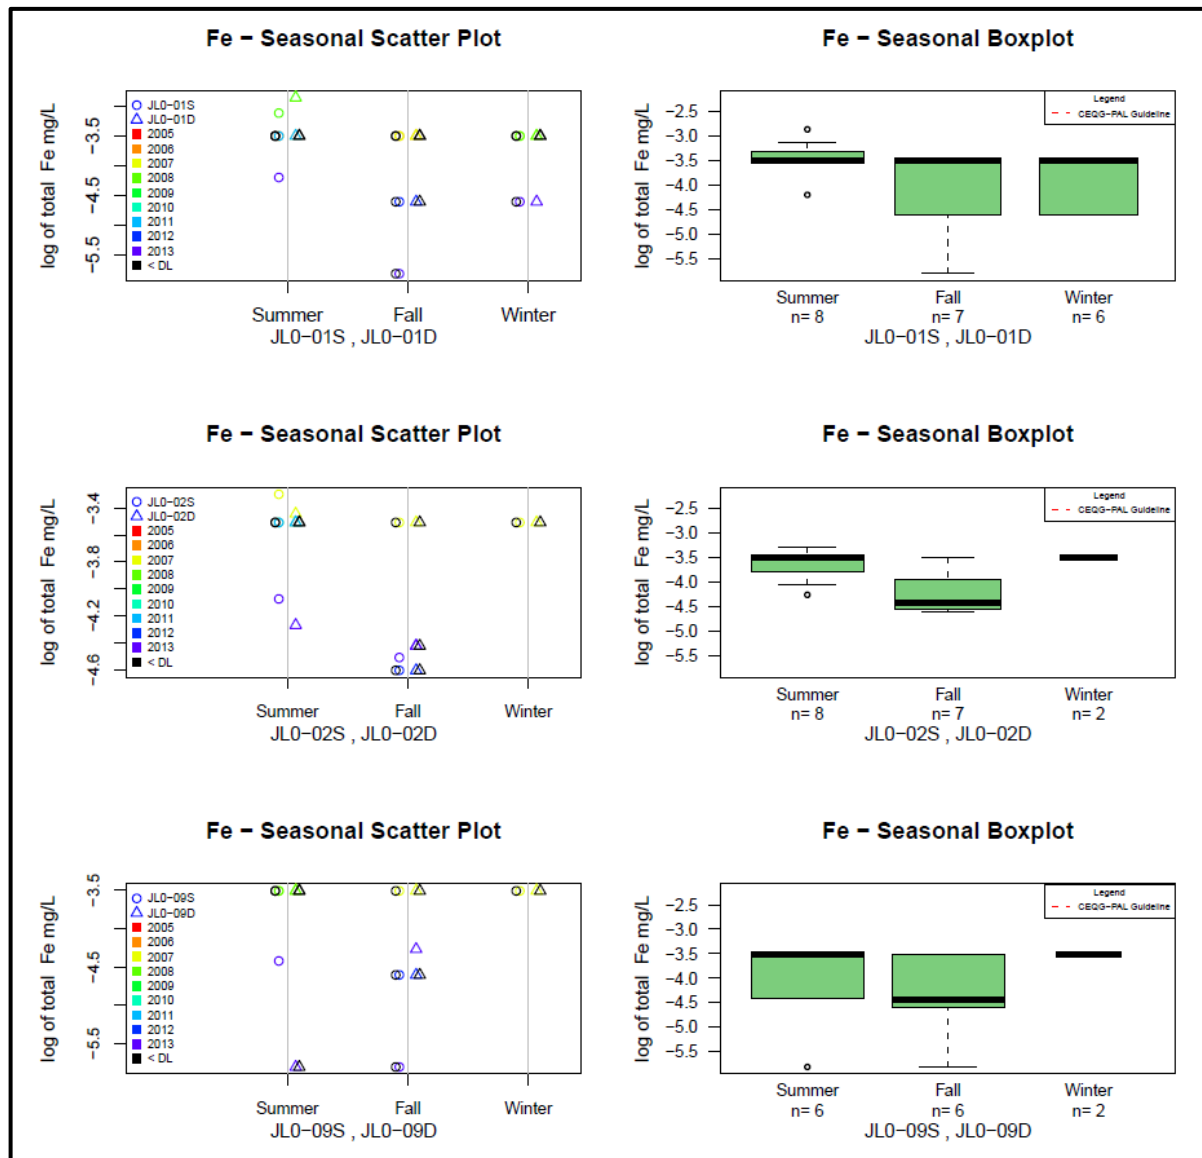 Fe − Seasonal Scatter Plot
log of total Fe mg/L
−3.5
−4.5
−5.5
JL0−01S
JL0−01D
2005
2006
2007
2008
2009
2010
2011
2012
2013
< DL
Summer Fall Winter
JL0−01S , JL0−01D
Fe − Seasonal Boxplot
log of total Fe mg/L
−2.5
−3.0
−3.5
−4.0
−4.5
−5.0
−5.5
Legend
CEQG−PAL Guideline
Summer Fall Winter
n= 8 n= 7 n= 6
JL0−01S , JL0−01D
Fe − Seasonal Scatter Plot
log of total Fe mg/L
−3.4
−3.8
−4.2
−4.6
JL0−02S
JL0−02D
2005
2006
2007
2008
2009
2010
2011
2012
2013
< DL
Summer Fall Winter
JL0−02S , JL0−02D
Fe − Seasonal Boxplot
log of total Fe mg/L
−2.5
−3.0
−3.5
−4.0
−4.5
−5.0
−5.5
Legend
CEQG−PAL Guideline
Summer Fall Winter
n= 8 n= 7 n= 2
JL0−02S , JL0−02D
Fe − Seasonal Scatter Plot
log of total Fe mg/L
−3.5
−4.5
−5.5
JL0−09S
JL0−09D
2005
2006
2007
2008
2009
2010
2011
2012
2013
< DL
Summer Fall Winter
JL0−09S , JL0−09D
Fe − Seasonal Boxplot
log of total Fe mg/L
−2.5
−3.0
−3.5
−4.0
−4.5
−5.0
−5.5
Legend
CEQG−PAL Guideline
Summer Fall Winter
n= 6 n= 6 n= 2
JL0−09S , JL0−09D